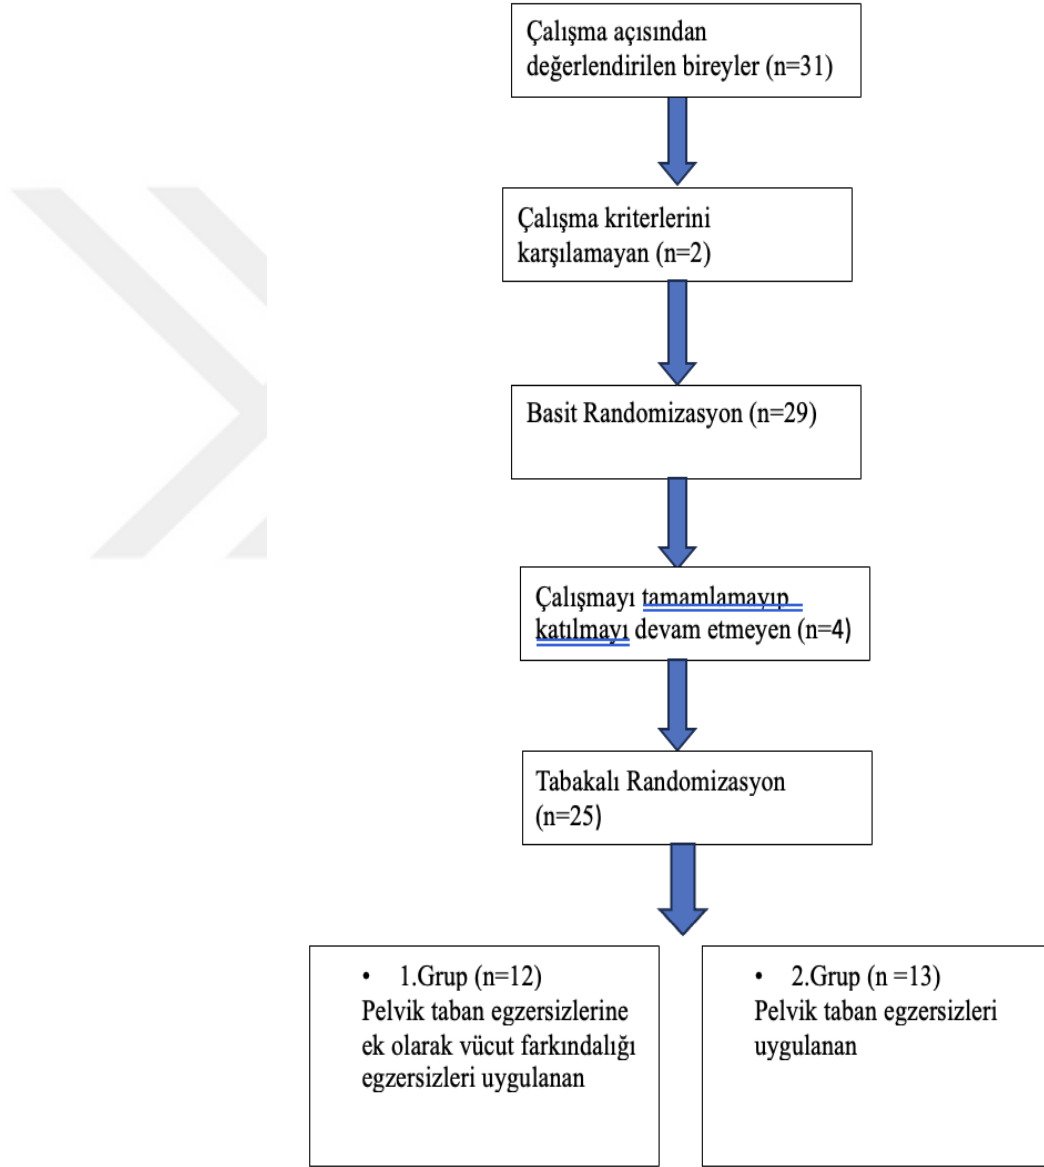 Çalışma açısından
değerlendirilen bireyler (n=31)
Çalışma kriterlerini
karşılamayan (n=2)
Basit Randomizasyon (n=29)
Çalışmayı tamamlamayıp
katılmayı devam etmeyen (n=4)
Tabakalı Randomizasyon
(n=25)
• 1.Grup (n=12)
Pelvik taban egzersizlerine
ek olarak vücut farkındalığı
egzersizleri uygulanan
• 2.Grup (n =13)
Pelvik taban egzersizleri
uygulanan